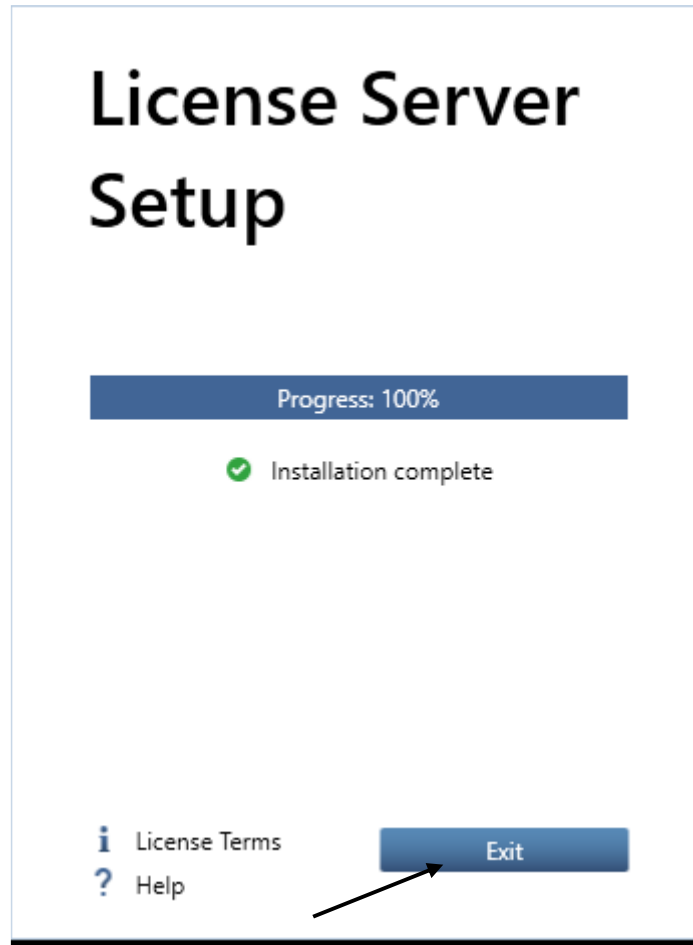 License Server
Setup
Progress: 100%
Installation complete
i License Terms
Exit
? Help